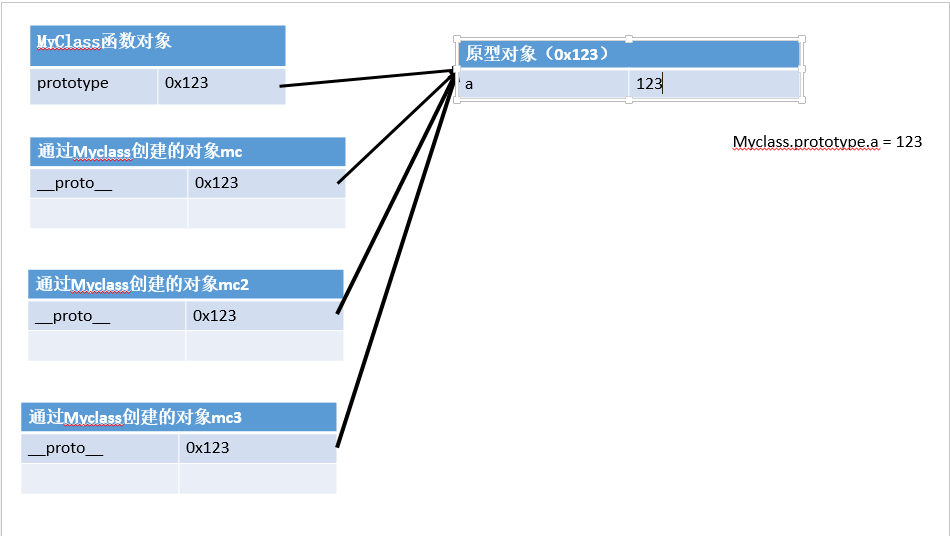 MyClass函数对象
prototype 0x123
原型对象（0x123）
a 123
Myclass.prototype.a = 123
通过Myclass创建的对象mc
__proto__ 0x123
通过Myclass创建的对象mc2
__proto__ 0x123
通过Myclass创建的对象mc3
__proto__ 0x123